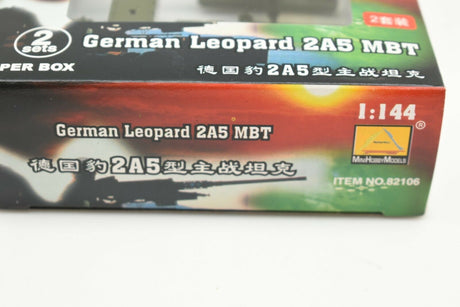 2 sets
PER BOX
German Leopard 2A5 MBT
2套装
德国豹2A5型主战坦克
1:144
German Leopard 2A5 MBT
德国豹2A5型主战坦克
®
MINIHOBBYMODELS
ITEM NO.82106